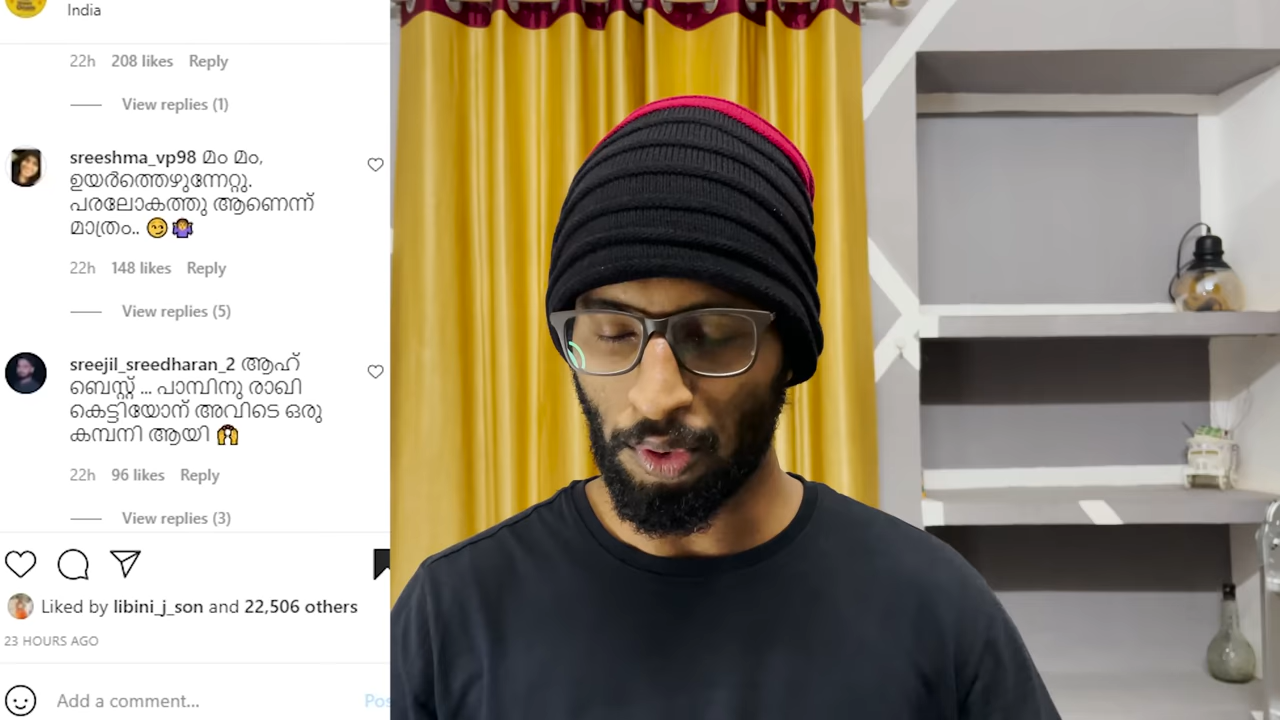 India
22h 208 likes Reply
View replies (1)
sreeshma_vp98 മം മം,
ഉയർത്തെഴുന്നേറ്റു.
പരലോകത്തു ആണെന്ന്
മാത്രം.. 😏🤷🏽‍♀️
22h 148 likes Reply
View replies (5)
sreejil_sreedharan_2 ആഹ്
ബെസ്റ്റ് ... പാമ്പിനു രാഖി
കെട്ടിയോന് അവിടെ ഒരു
കമ്പനി ആയി 🙌
22h 96 likes Reply
View replies (3)
Liked by libini_j_son and 22,506 others
23 HOURS AGO
Add a comment...